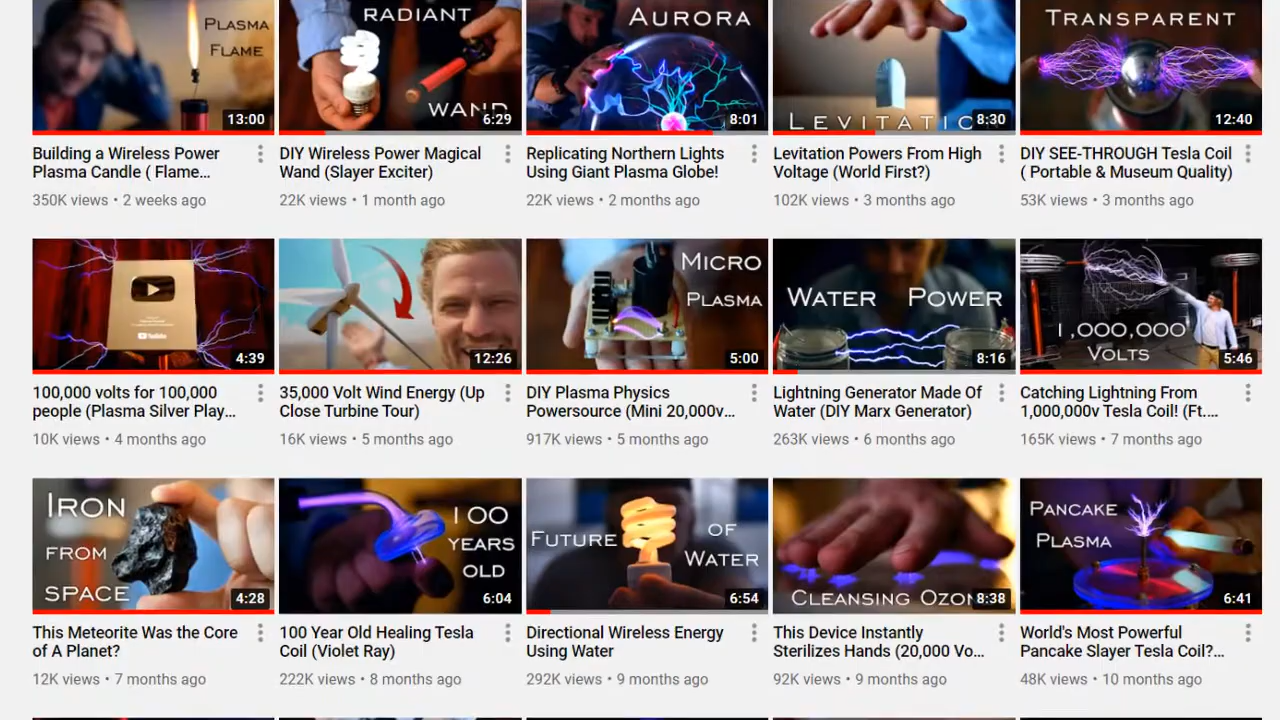 PLASMA
FLAME
13:00
RADIANT
WAND
6:29
AURORA
8:01
LEVITATIC
8:30
TRANSPARENT
12:40
Building a Wireless Power
Plasma Candle ( Flame...
350K views • 2 weeks ago
DIY Wireless Power Magical
Wand (Slayer Exciter)
22K views • 1 month ago
Replicating Northern Lights
Using Giant Plasma Globe!
22K views • 2 months ago
Levitation Powers From High
Voltage (World First?)
102K views • 3 months ago
DIY SEE-THROUGH Tesla Coil
( Portable & Museum Quality)
53K views • 3 months ago
YouTube
4:39
12:26
MICRO
PLASMA
5:00
WATER POWER
8:16
1,000,000
VOLTS
5:46
100,000 volts for 100,000
people (Plasma Silver Play...
10K views • 4 months ago
35,000 Volt Wind Energy (Up
Close Turbine Tour)
16K views • 5 months ago
DIY Plasma Physics
Powersource (Mini 20,000v...
917K views • 5 months ago
Lightning Generator Made Of
Water (DIY Marx Generator)
263K views • 6 months ago
Catching Lightning From
1,000,000v Tesla Coil! (Ft....
165K views • 7 months ago
IRON
FROM
SPACE
4:28
100
YEARS
OLD
6:04
FUTURE OF
WATER
6:54
CLEANSING OZON
8:38
PANCAKE
PLASMA
6:41
This Meteorite Was the Core
of A Planet?
12K views • 7 months ago
100 Year Old Healing Tesla
Coil (Violet Ray)
222K views • 8 months ago
Directional Wireless Energy
Using Water
292K views • 9 months ago
This Device Instantly
Sterilizes Hands (20,000 Vo...
92K views • 9 months ago
World's Most Powerful
Pancake Slayer Tesla Coil?...
48K views • 10 months ago